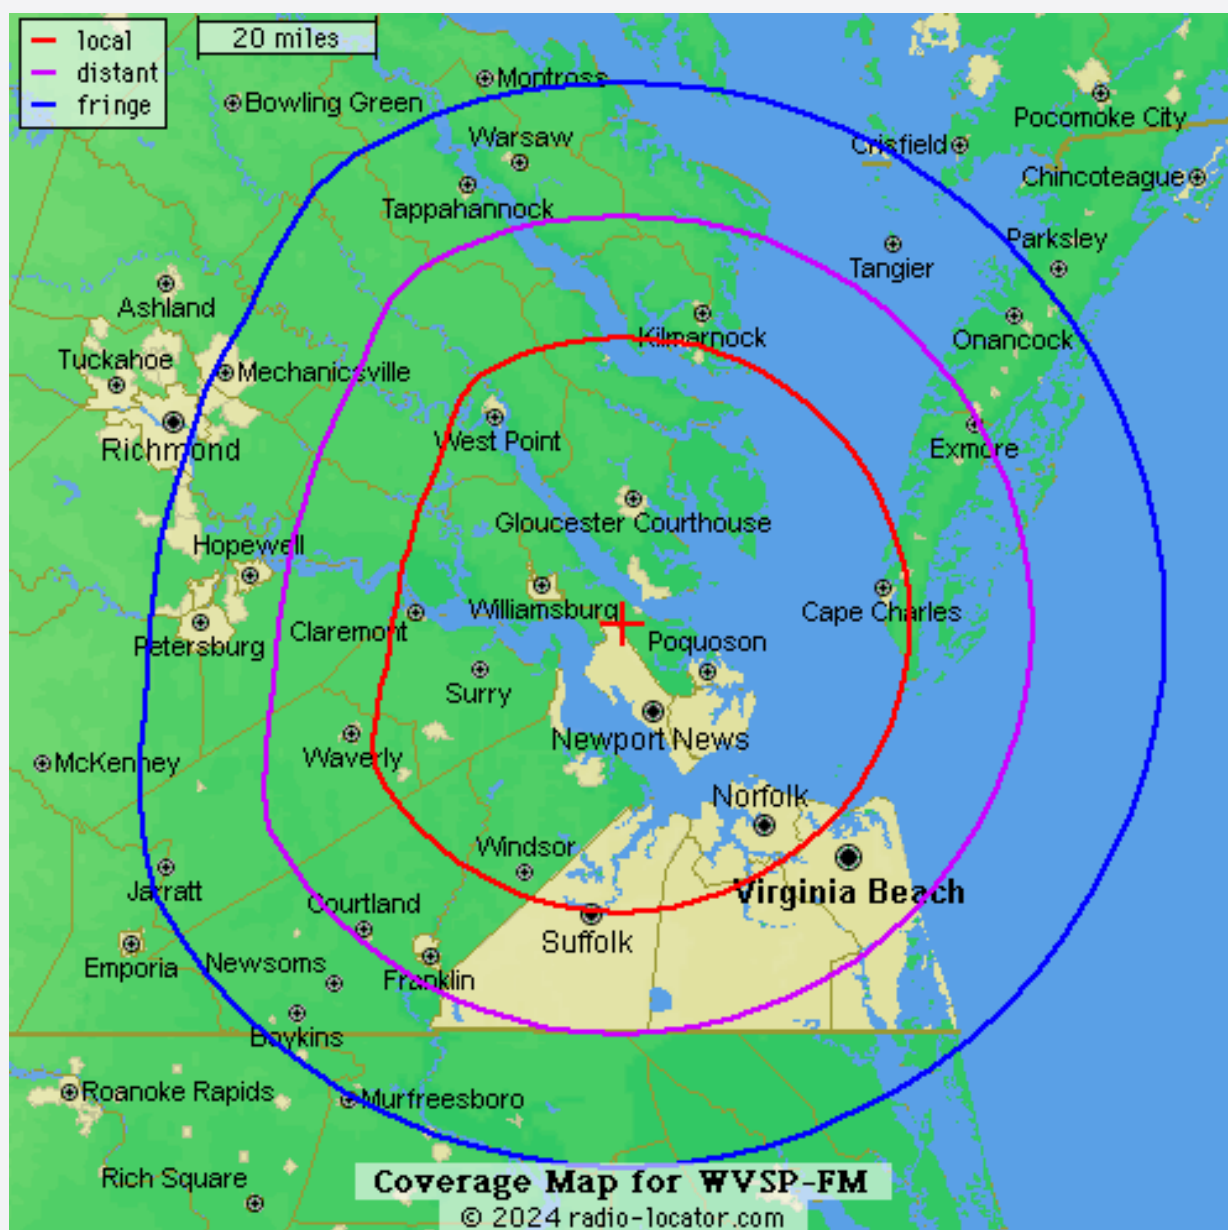 local
distant
fringe
20 miles
Montross
Bowling Green
Pocomoke City
Warsaw
Crisfield
Chincoteague
Tappahannock
Parksley
Tangier
Ashland
Kilmarnock
Onancock
Tuckahoe
Mechanicsville
Richmond
West Point
Exmore
Gloucester Courthouse
Hopewell
Williamsburg
Cape Charles
Claremont
Petersburg
Poquoson
Surry
Newport News
Waverly
McKenney
Norfolk
Windsor
Jarratt
Virginia Beach
Courtland
Suffolk
Emporia
Newsoms
Franklin
Boykins
Roanoke Rapids
Murfreesboro
Rich Square
Coverage Map for WVSP-FM
© 2024 radio-locator.com